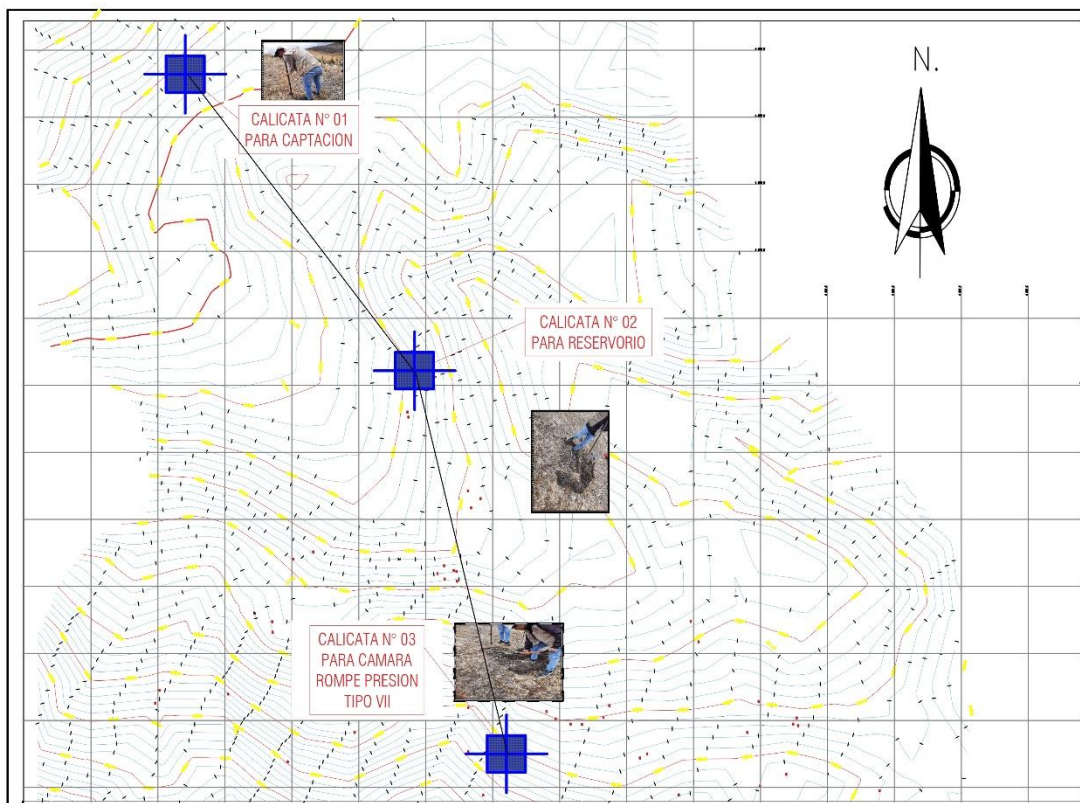 N.
CALICATA N° 01
PARA CAPTACION
CALICATA N° 02
PARA RESERVORIO
CALICATA N° 03
PARA CAMARA
ROMPE PRESION
TIPO VII